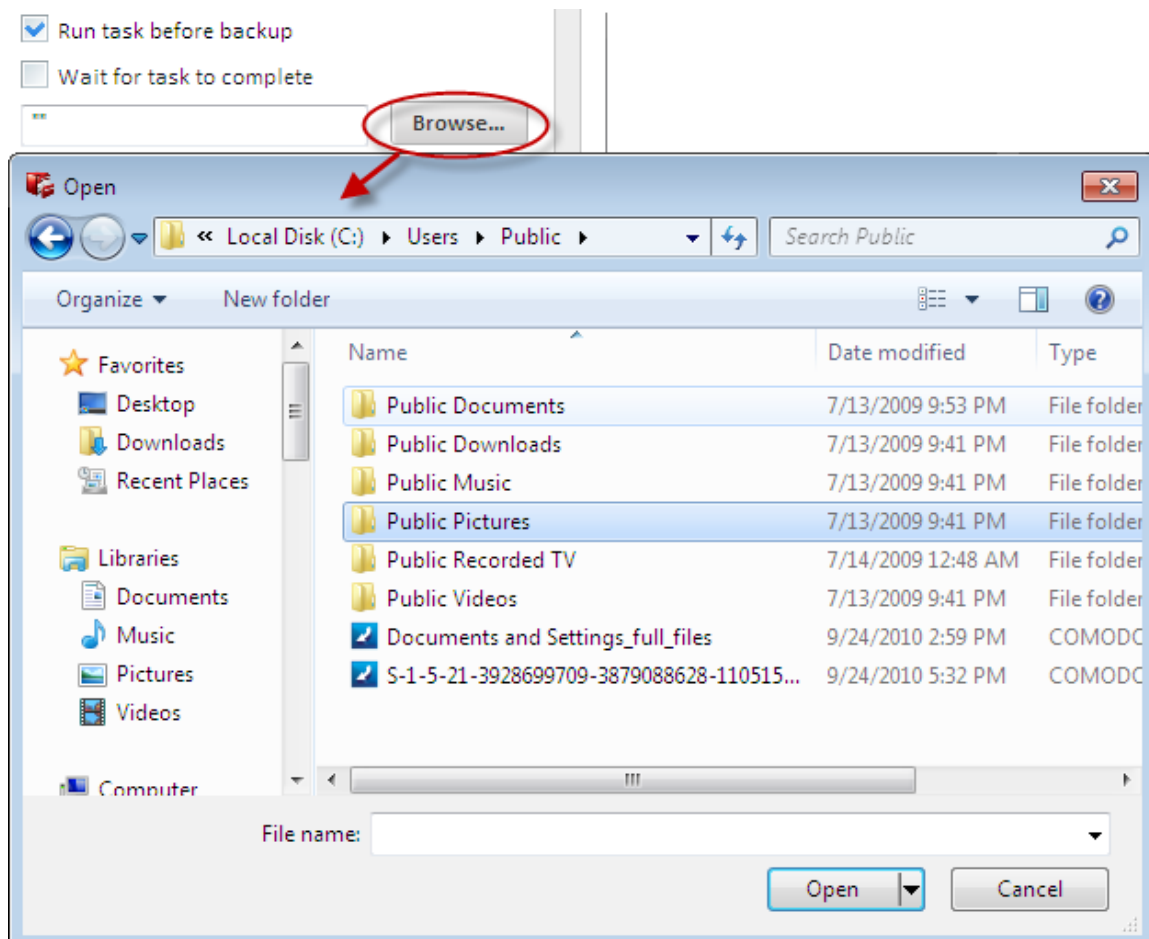 Run task before backup
Wait for task to complete
"" Browse...
Open
« Local Disk (C:) ▸ Users ▸ Public ▸ Search Public
Organize New folder
Name Date modified Type
Favorites
Desktop
Downloads
Recent Places
Libraries
Documents
Music
Pictures
Videos
Computer
Public Documents 7/13/2009 9:53 PM File folder
Public Downloads 7/13/2009 9:41 PM File folder
Public Music 7/13/2009 9:41 PM File folder
Public Pictures 7/13/2009 9:41 PM File folder
Public Recorded TV 7/14/2009 12:48 AM File folder
Public Videos 7/13/2009 9:41 PM File folder
Documents and Settings_full_files 9/24/2010 2:59 PM COMODO
S-1-5-21-3928699709-3879088628-110515... 9/24/2010 5:32 PM COMODO
File name:
Open Cancel